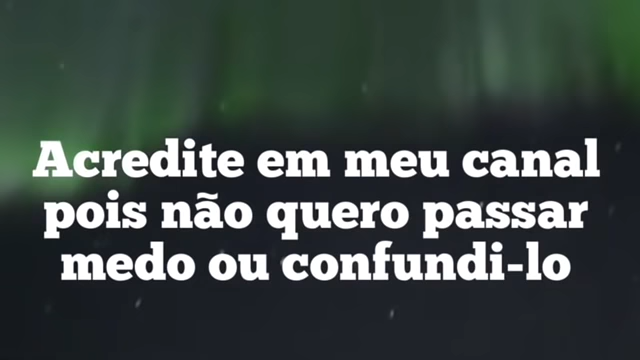 Acredite em meu canal
pois não quero passar
medo ou confundi-lo